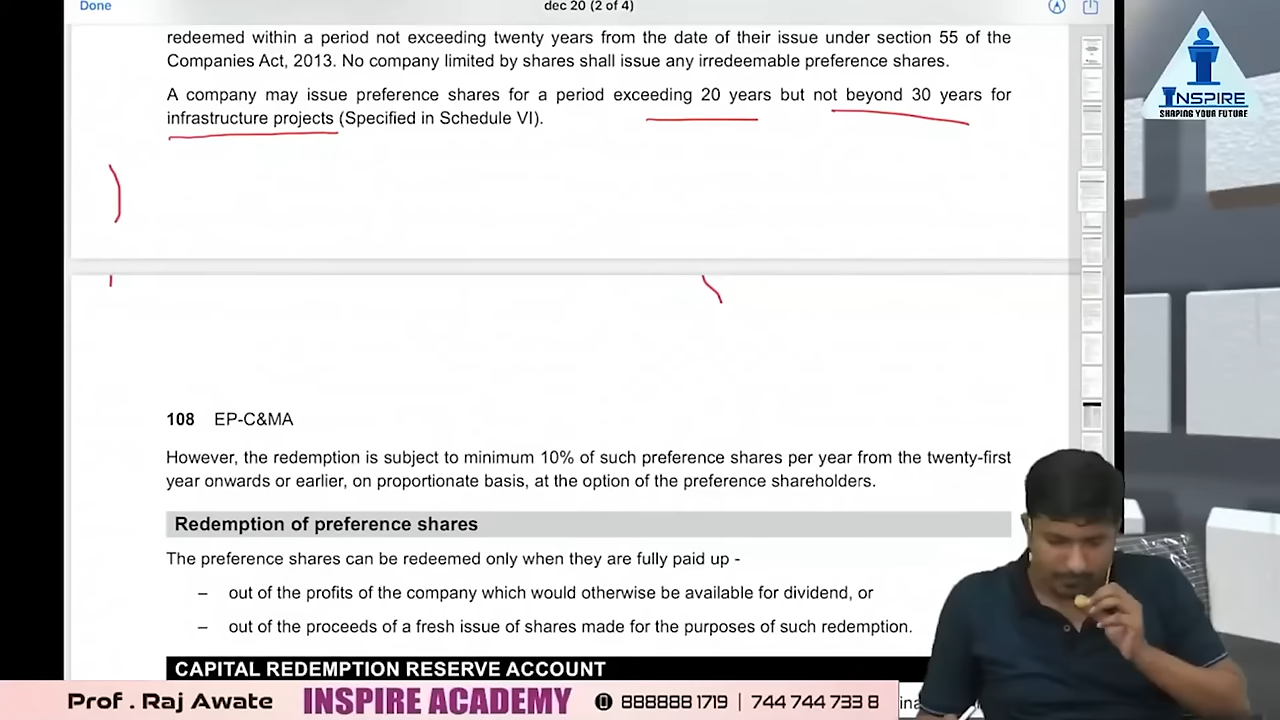 Done
dec 20 (2 of 4)
redeemed within a period not exceeding twenty years from the date of their issue under section 55 of the
Companies Act, 2013. No company limited by shares shall issue any irredeemable preference shares.
A company may issue preference shares for a period exceeding 20 years but not beyond 30 years for
infrastructure projects (Specified in Schedule VI).
INSPIRE
SHAPING YOUR FUTURE
108 EP-C&MA
However, the redemption is subject to minimum 10% of such preference shares per year from the twenty-first
year onwards or earlier, on proportionate basis, at the option of the preference shareholders.
Redemption of preference shares
The preference shares can be redeemed only when they are fully paid up -
– out of the profits of the company which would otherwise be available for dividend, or
– out of the proceeds of a fresh issue of shares made for the purposes of such redemption.
CAPITAL REDEMPTION RESERVE ACCOUNT
Prof . Raj Awate INSPIRE ACADEMY 888888 1719 | 744 744 733 8